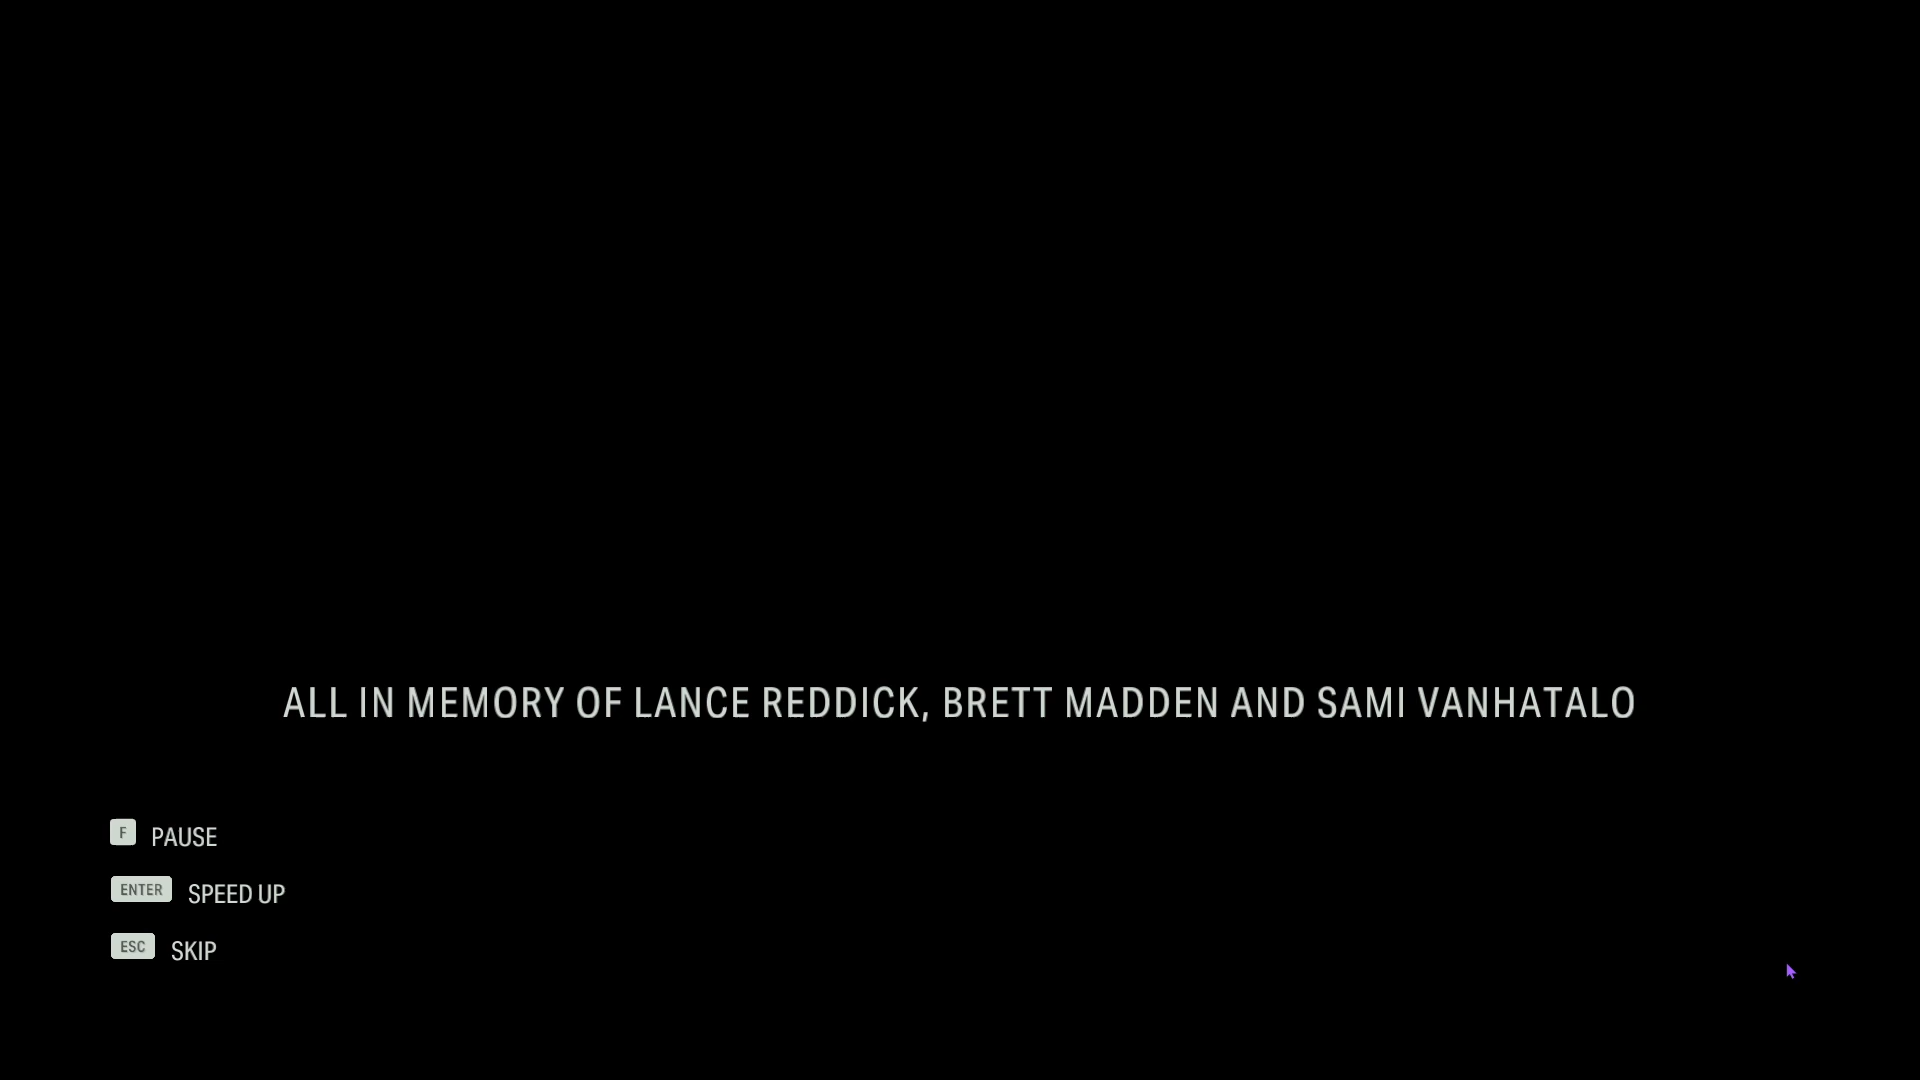 ALL IN MEMORY OF LANCE REDDICK, BRETT MADDEN AND SAMI VANHATALO
F PAUSE
ENTER SPEED UP
ESC SKIP